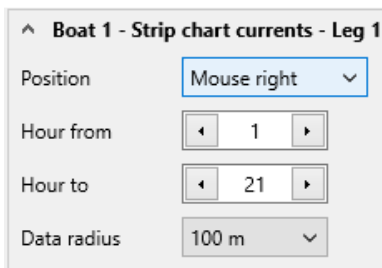 Boat 1 - Strip chart currents - Leg 1
Position Mouse right
Hour from 1
Hour to 21
Data radius 100 m